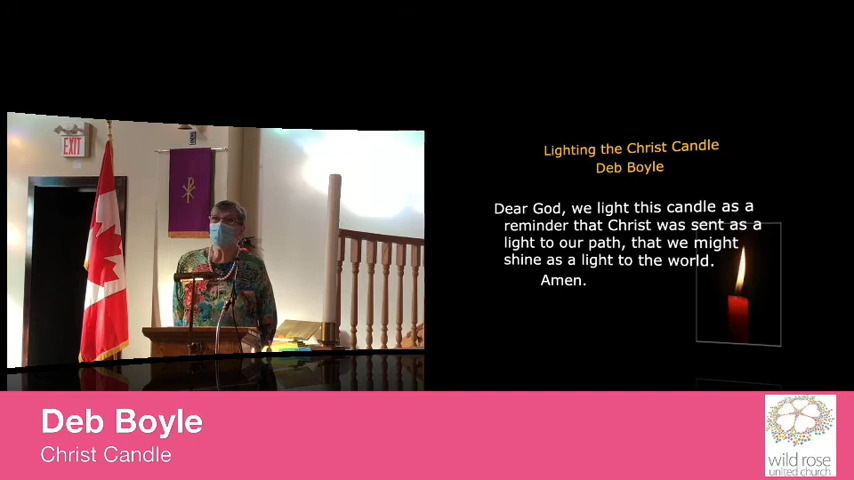 EXIT
Lighting the Christ Candle
Deb Boyle
Dear God, we light this candle as a
reminder that Christ was sent as a
light to our path, that we might
shine as a light to the world.
Amen.
Deb Boyle
Christ Candle
wild rose
united church